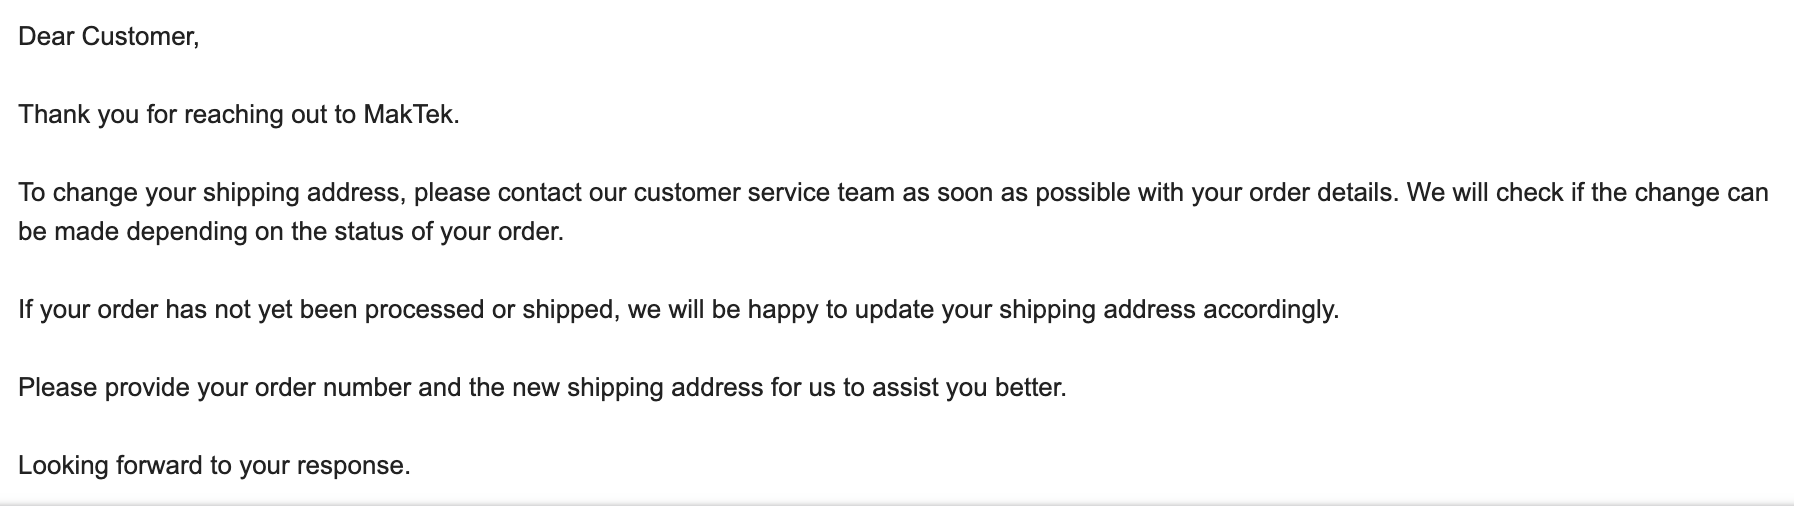 Dear Customer,
Thank you for reaching out to MakTek.
To change your shipping address, please contact our customer service team as soon as possible with your order details. We will check if the change can
be made depending on the status of your order.
If your order has not yet been processed or shipped, we will be happy to update your shipping address accordingly.
Please provide your order number and the new shipping address for us to assist you better.
Looking forward to your response.